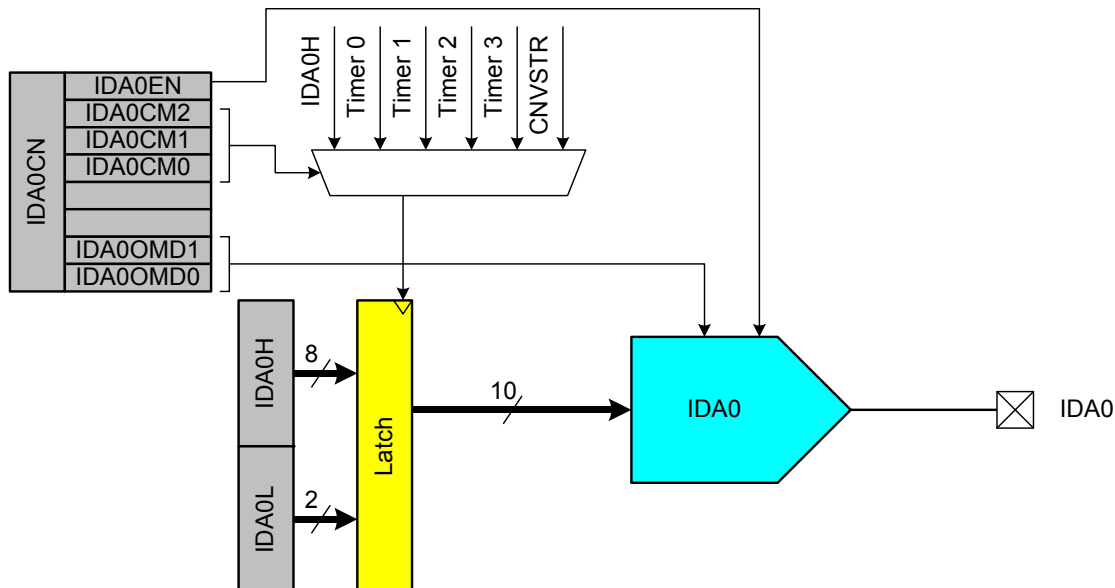 IDA0CN
IDA0EN
IDA0CM2
IDA0CM1
IDA0CM0
IDA0OMD1
IDA0OMD0
IDA0H
Timer 0
Timer 1
Timer 2
Timer 3
CNVSTR
IDA0H
8
IDA0L
2
Latch
10
IDA0
IDA0